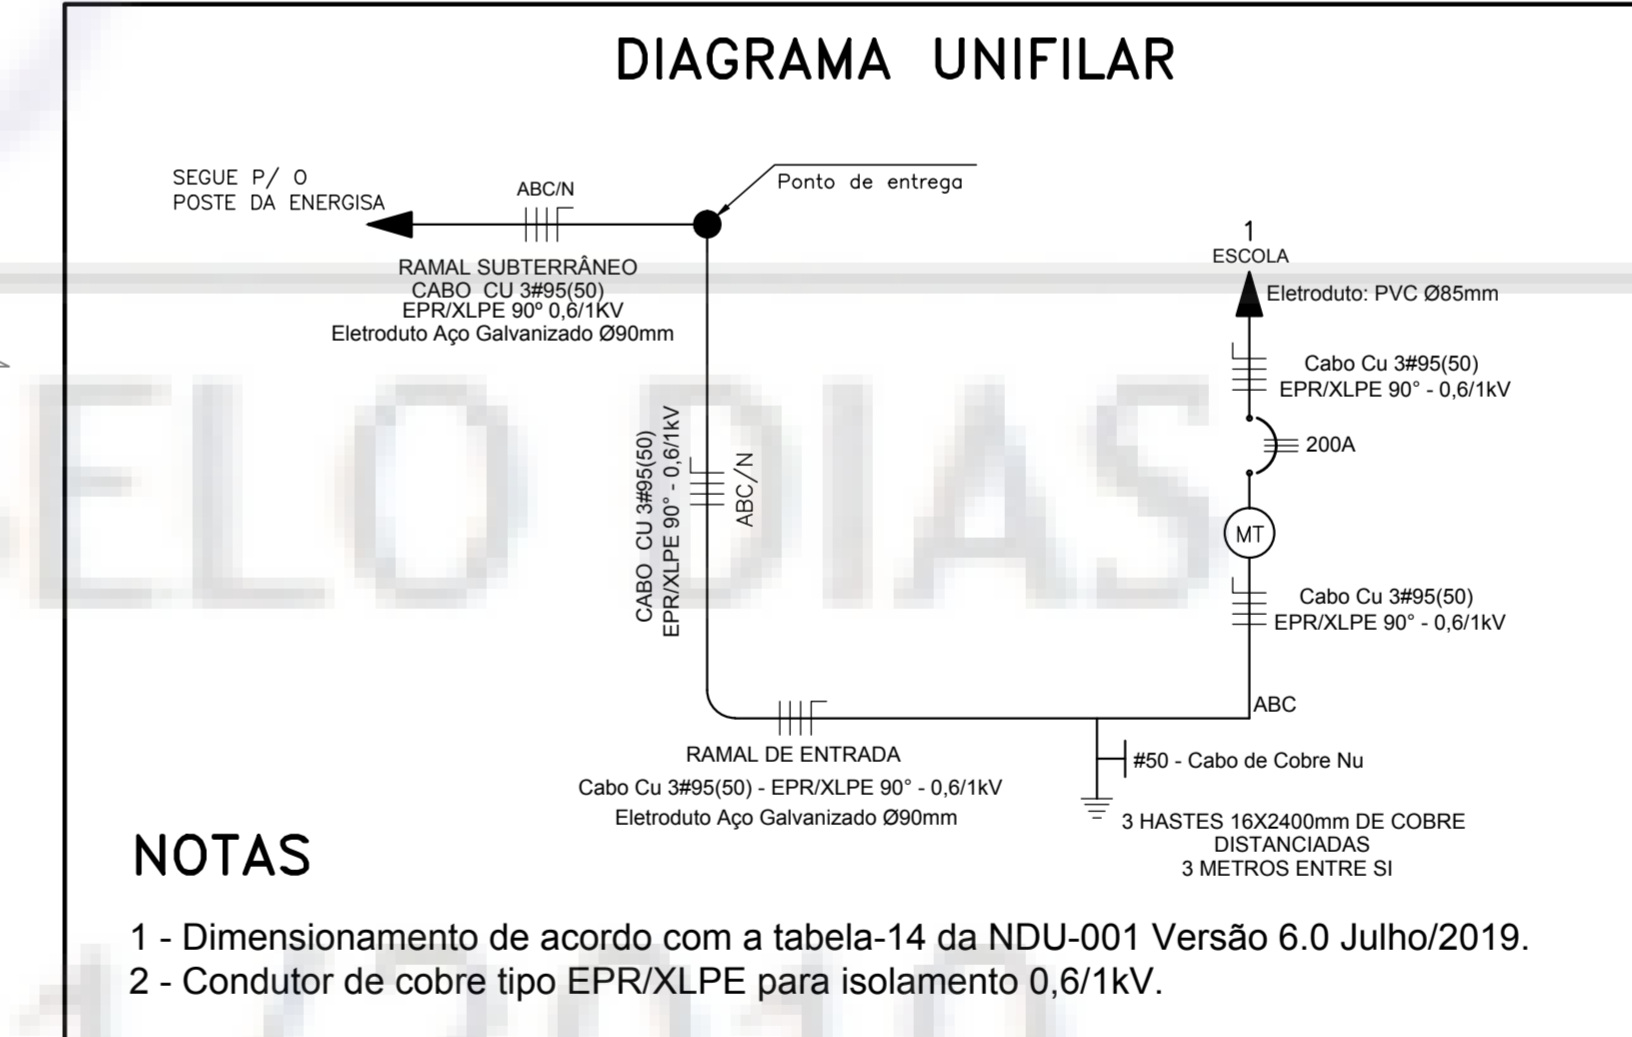 DIAGRAMA UNIFILAR
SEGUE P/ O
POSTE DA ENERGISA
ABC/N
Ponto de entrega
RAMAL SUBTERRÂNEO
CABO CU 3#95(50)
EPR/XLPE 90º 0,6/1KV
Eletroduto Aço Galvanizado Ø90mm
1
ESCOLA
Eletroduto: PVC Ø85mm
Cabo Cu 3#95(50)
EPR/XLPE 90° - 0,6/1kV
200A
MT
Cabo Cu 3#95(50)
EPR/XLPE 90° - 0,6/1kV
ABC
CABO CU 3#95(50)
EPR/XLPE 90° - 0,6/1kV
ABC/N
RAMAL DE ENTRADA
Cabo Cu 3#95(50) - EPR/XLPE 90° - 0,6/1kV
Eletroduto Aço Galvanizado Ø90mm
#50 - Cabo de Cobre Nu
3 HASTES 16X2400mm DE COBRE
DISTANCIADAS
3 METROS ENTRE SI
NOTAS
1 - Dimensionamento de acordo com a tabela-14 da NDU-001 Versão 6.0 Julho/2019.
2 - Condutor de cobre tipo EPR/XLPE para isolamento 0,6/1kV.
ELO DIAS